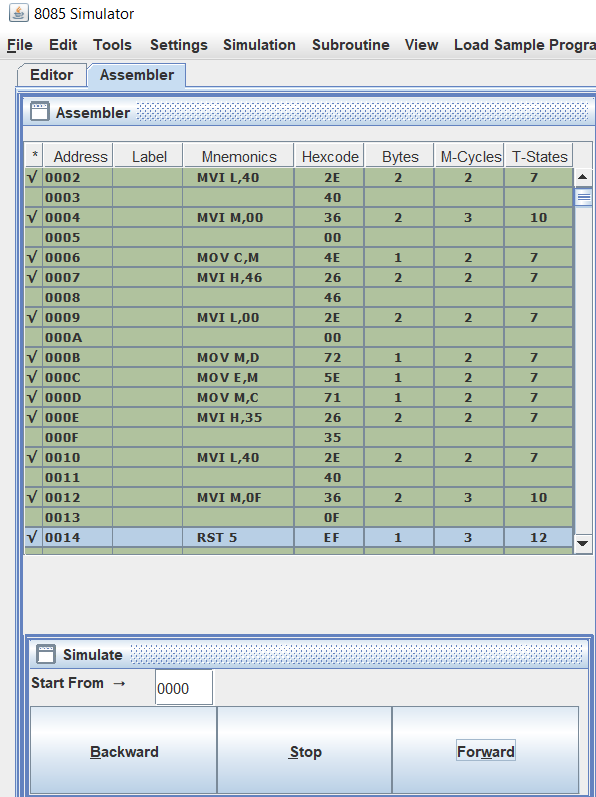 8085 Simulator
File Edit Tools Settings Simulation Subroutine View Load Sample Progra
Editor Assembler
Assembler
* Address Label Mnemonics Hexcode Bytes M-Cycles T-States
√ 0002 MVI L,40 2E 2 2 7
0003 40
√ 0004 MVI M,00 36 2 3 10
0005 00
√ 0006 MOV C,M 4E 1 2 7
√ 0007 MVI H,46 26 2 2 7
0008 46
√ 0009 MVI L,00 2E 2 2 7
000A 00
√ 000B MOV M,D 72 1 2 7
√ 000C MOV E,M 5E 1 2 7
√ 000D MOV M,C 71 1 2 7
√ 000E MVI H,35 26 2 2 7
000F 35
√ 0010 MVI L,40 2E 2 2 7
0011 40
√ 0012 MVI M,0F 36 2 3 10
0013 0F
√ 0014 RST 5 EF 1 3 12
Simulate
Start From → 0000
Backward Stop Forward